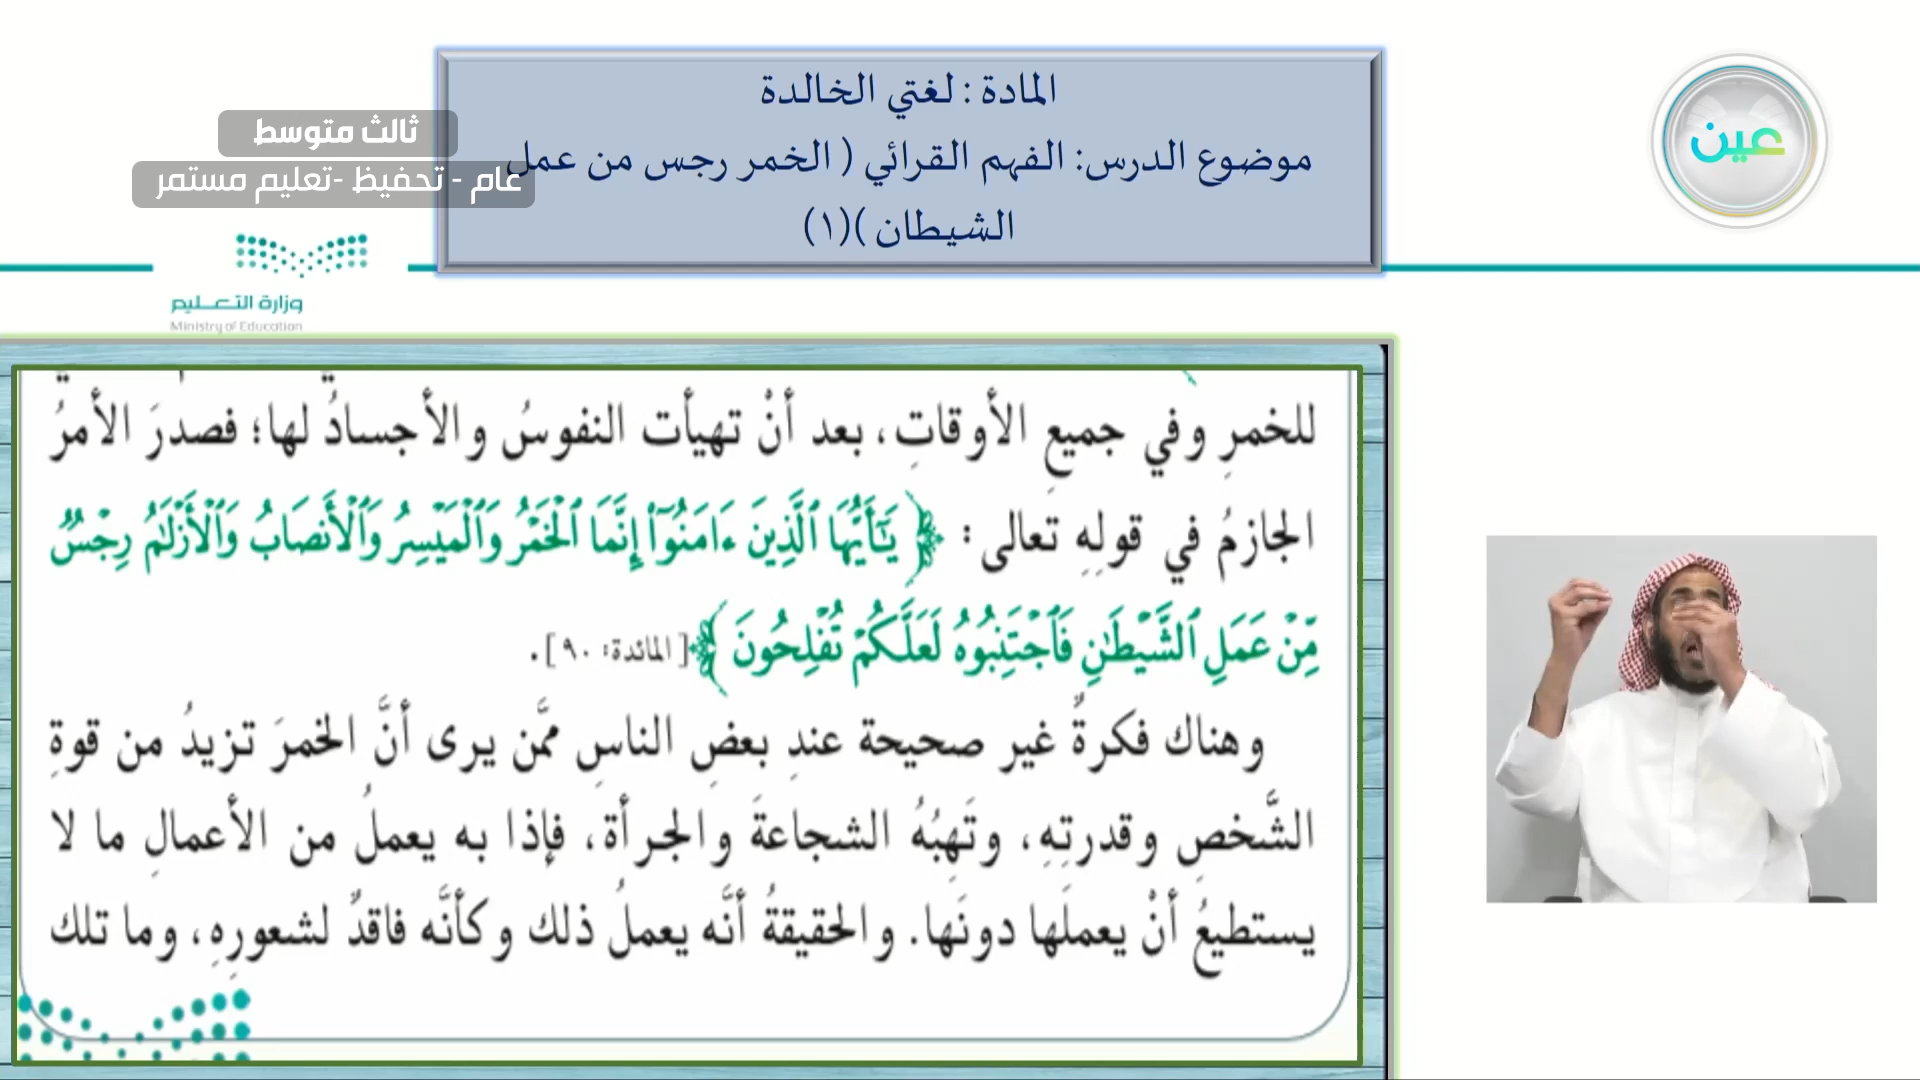 المادة : لغتي الخالدة
موضوع الدرس: الفهم القرائي ( الخمر رجس من عمل
الشيطان )(١)
ثالث متوسط
عام - تحفيظ -تعليم مستمر
عين
وزارة التعليم
Ministry of Education
للخمرِ وفي جميعِ الأوقاتِ، بعد أنْ تهيأت النفوسُ والأجسادُ لها؛ فصدرَ الأمرُ
الجازمُ في قولِهِ تعالى: ﴿ يَٰٓأَيُّهَا ٱلَّذِينَ ءَامَنُوٓا۟ إِنَّمَا ٱلْخَمْرُ وَٱلْمَيْسِرُ وَٱلْأَنصَابُ وَٱلْأَزْلَٰمُ رِجْسٌ
مِّنْ عَمَلِ ٱلشَّيْطَٰنِ فَٱجْتَنِبُوهُ لَعَلَّكُمْ تُفْلِحُونَ ﴾ [المائدة: ٩٠].
وهناك فكرةٌ غير صحيحة عندِ بعضِ الناسِ ممَّن يرى أنَّ الخمرَ تزيدُ من قوةِ
الشَّخصِ وقدرتِهِ، وتَهِبُهُ الشجاعةَ والجرأة، فإذا به يعملُ من الأعمالِ ما لا
يستطيعُ أنْ يعملَها دونَها. والحقيقةُ أنَّه يعملُ ذلك وكأنَّه فاقدٌ لشعورِهِ، وما تلك